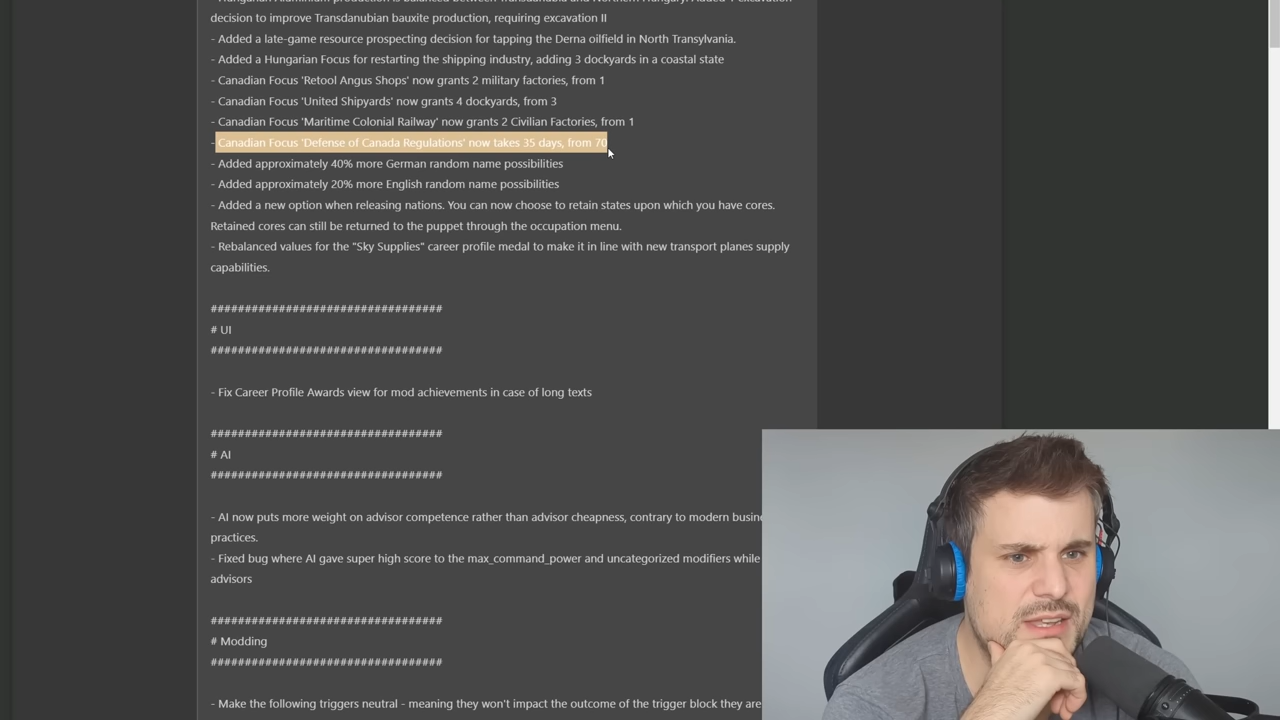 decision to improve Transdanubian bauxite production, requiring excavation II
- Added a late-game resource prospecting decision for tapping the Derna oilfield in North Transylvania.
- Added a Hungarian Focus for restarting the shipping industry, adding 3 dockyards in a coastal state
- Canadian Focus 'Retool Angus Shops' now grants 2 military factories, from 1
- Canadian Focus 'United Shipyards' now grants 4 dockyards, from 3
- Canadian Focus 'Maritime Colonial Railway' now grants 2 Civilian Factories, from 1
- Canadian Focus 'Defense of Canada Regulations' now takes 35 days, from 70
- Added approximately 40% more German random name possibilities
- Added approximately 20% more English random name possibilities
- Added a new option when releasing nations. You can now choose to retain states upon which you have cores.
Retained cores can still be returned to the puppet through the occupation menu.
- Rebalanced values for the "Sky Supplies" career profile medal to make it in line with new transport planes supply
capabilities.
#################################
# UI
#################################
- Fix Career Profile Awards view for mod achievements in case of long texts
#################################
# AI
#################################
- AI now puts more weight on advisor competence rather than advisor cheapness, contrary to modern
practices.
- Fixed bug where AI gave super high score to the max_command_power and uncategorized modifiers while
advisors
#################################
# Modding
#################################
- Make the following triggers neutral - meaning they won't impact the outcome of the trigger block they are